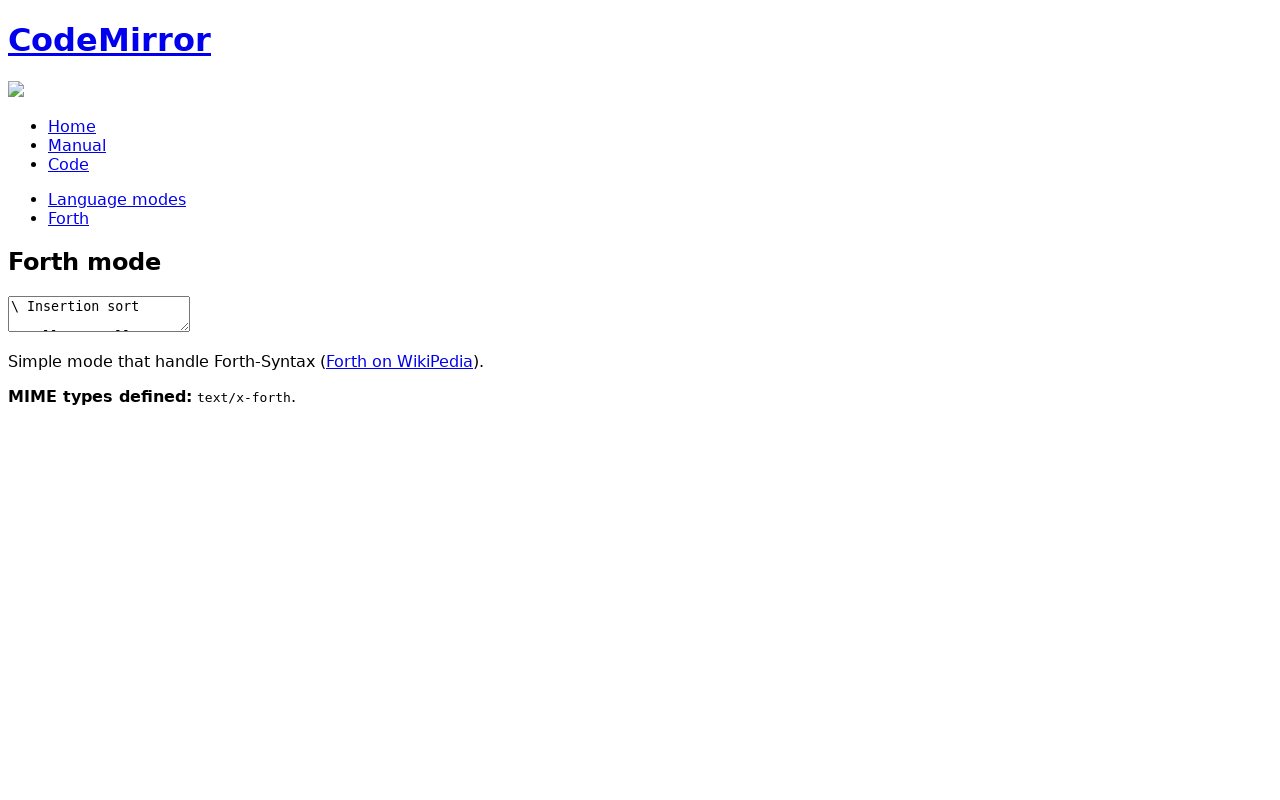 CodeMirror
Home
Manual
Code
Language modes
Forth
Forth mode
\ Insertion sort
Simple mode that handle Forth-Syntax (Forth on WikiPedia).
MIME types defined: text/x-forth.